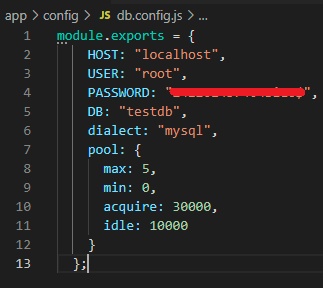 app > config > JS db.config.js > ...
1 module.exports = {
2 HOST: "localhost",
3 USER: "root",
4 PASSWORD: "
5 DB: "testdb",
6 dialect: "mysql",
7 pool: {
8 max: 5,
9 min: 0,
10 acquire: 30000,
11 idle: 10000
12 }
13 };